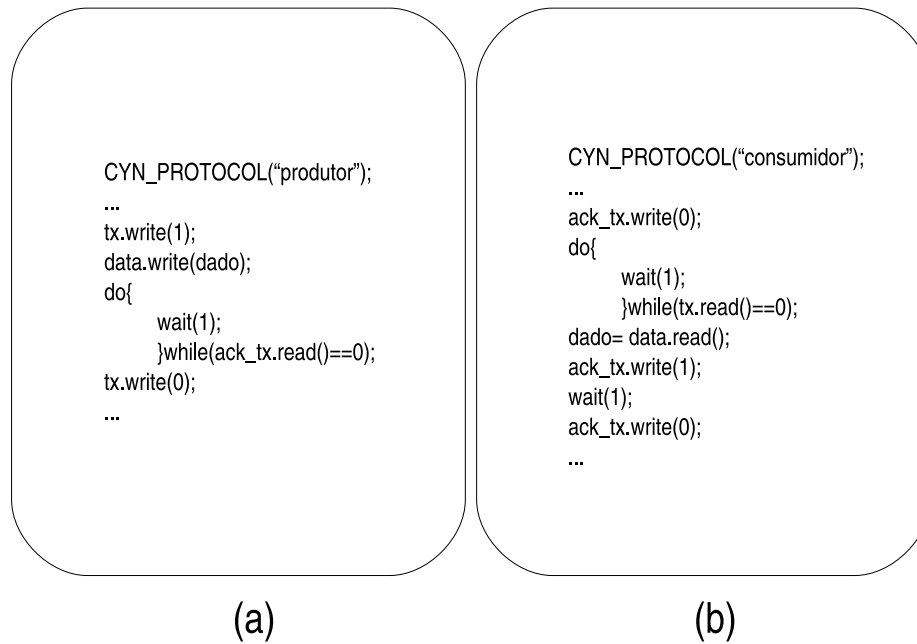 CYN_PROTOCOL(“produtor”);
...
tx.write(1);
data.write(dado);
do{
wait(1);
}while(ack_tx.read()==0);
tx.write(0);
...
(a)
CYN_PROTOCOL(“consumidor”);
...
ack_tx.write(0);
do{
wait(1);
}while(tx.read()==0);
dado= data.read();
ack_tx.write(1);
wait(1);
ack_tx.write(0);
...
(b)